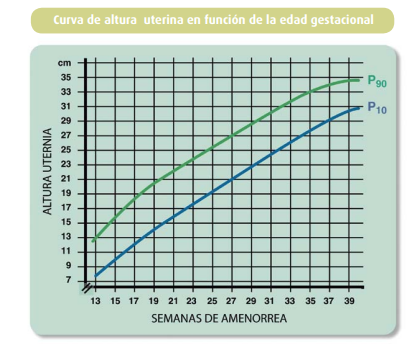 Curva de altura uterina en función de la edad gestacional
cm
35
33
31
29
27
25
23
21
19
17
15
13
11
9
7
P90
P10
ALTURA UTERNIA
13 15 17 19 21 23 25 27 29 31 33 35 37 39
SEMANAS DE AMENORREA